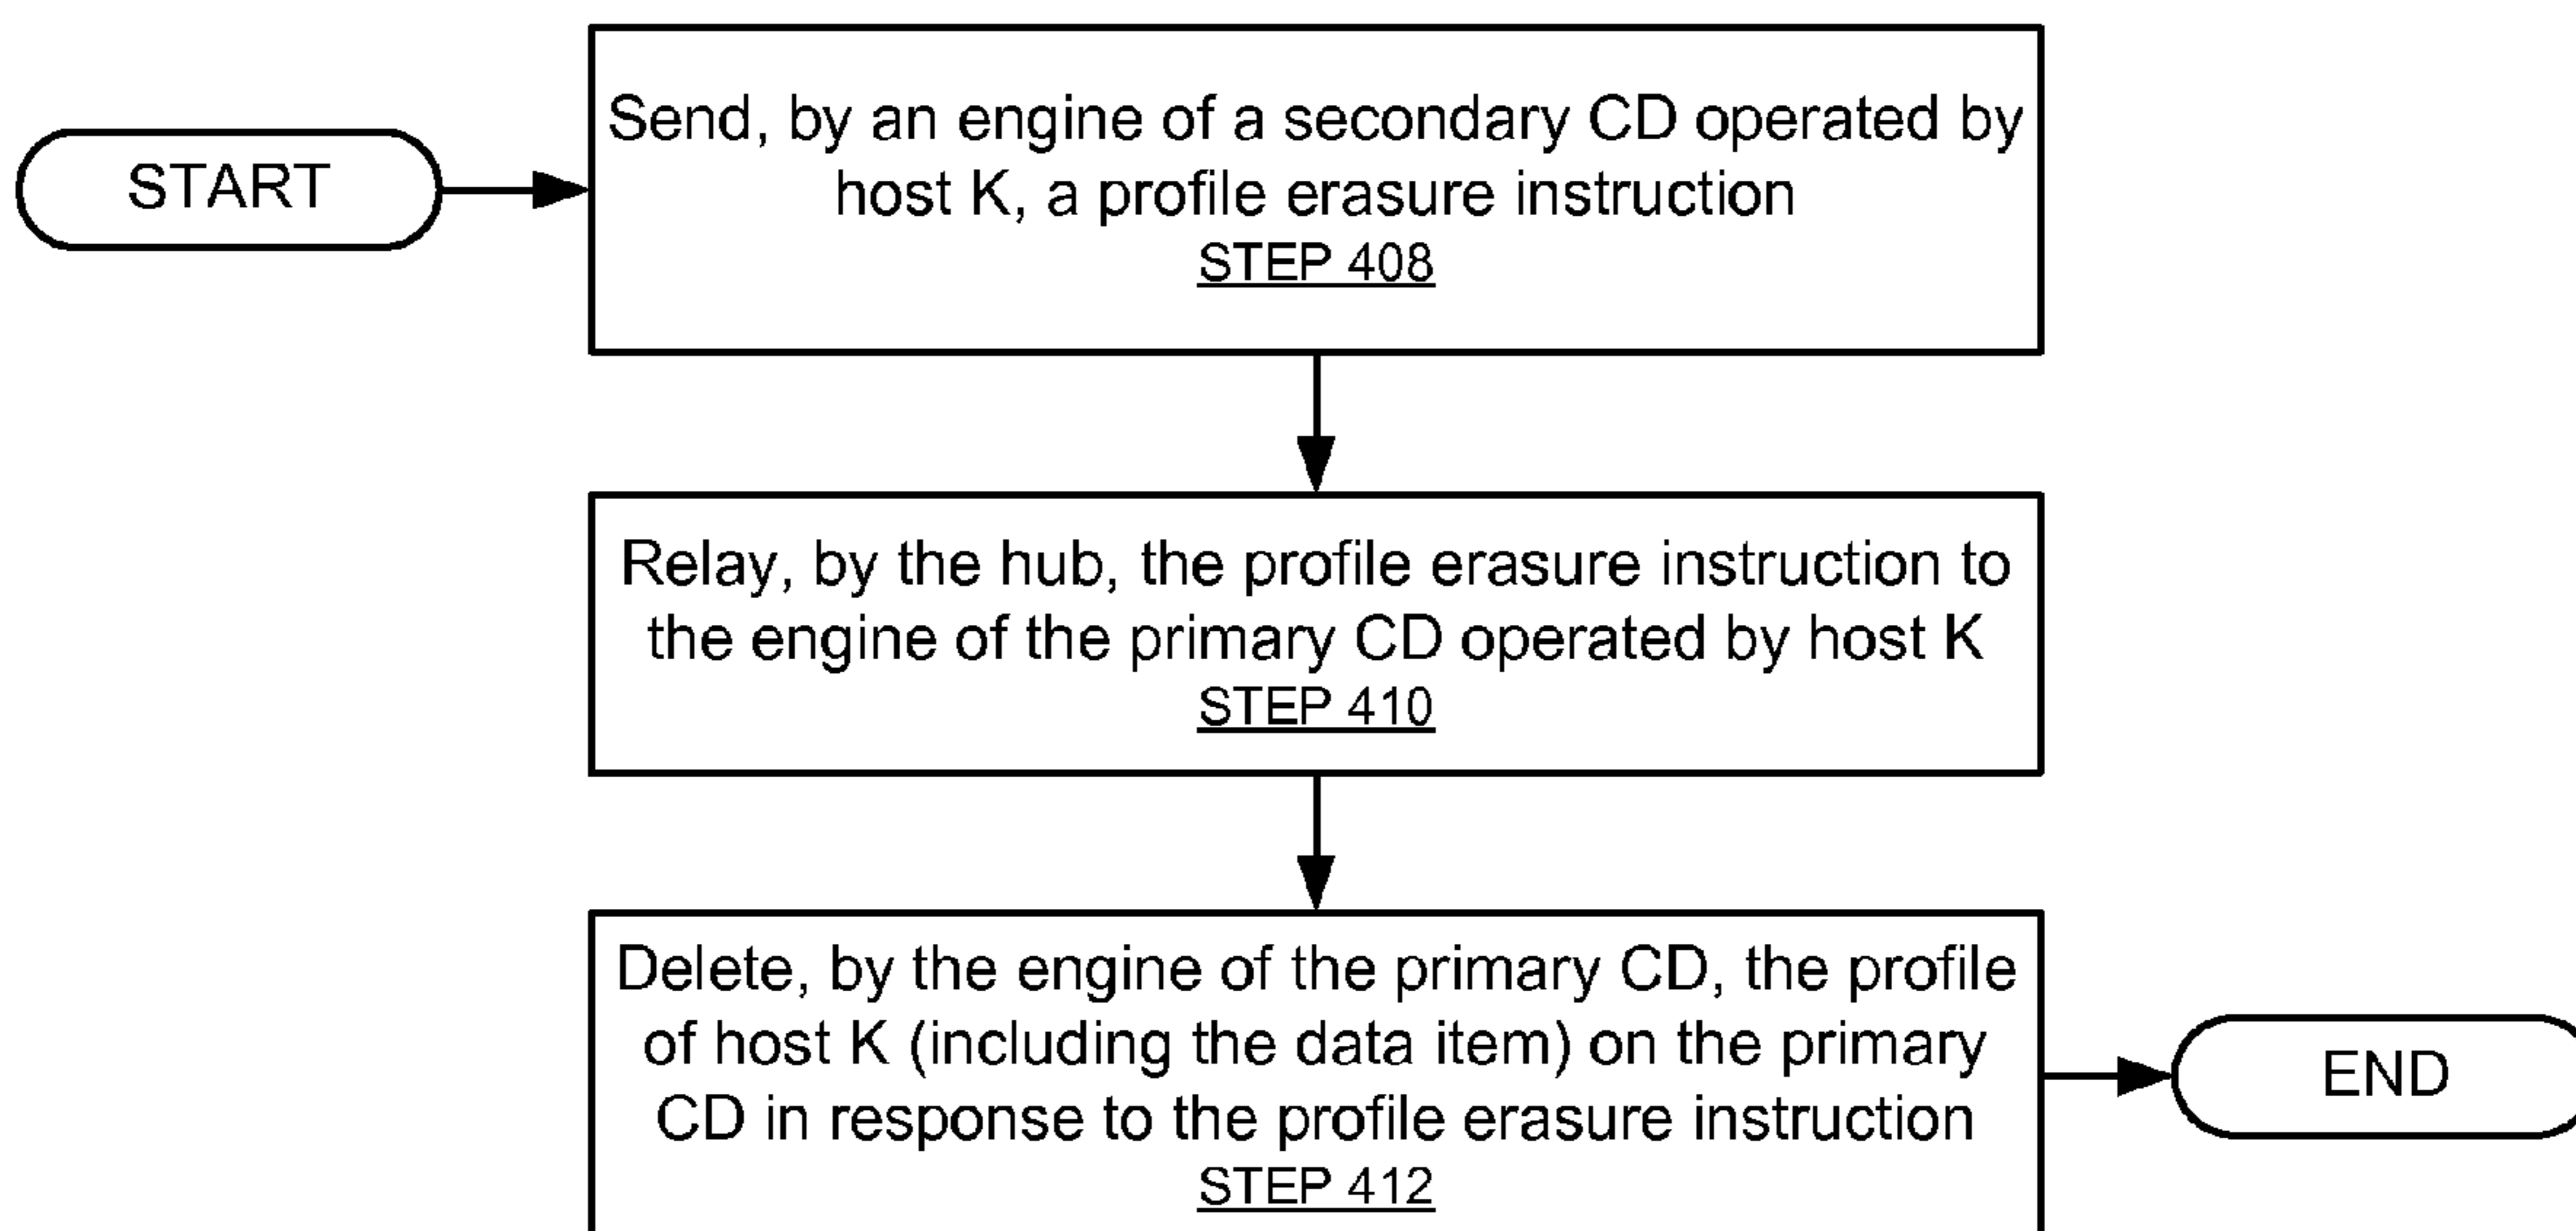 START
Send, by an engine of a secondary CD operated by
host K, a profile erasure instruction
STEP 408
Relay, by the hub, the profile erasure instruction to
the engine of the primary CD operated by host K
STEP 410
Delete, by the engine of the primary CD, the profile
of host K (including the data item) on the primary
CD in response to the profile erasure instruction
STEP 412
END